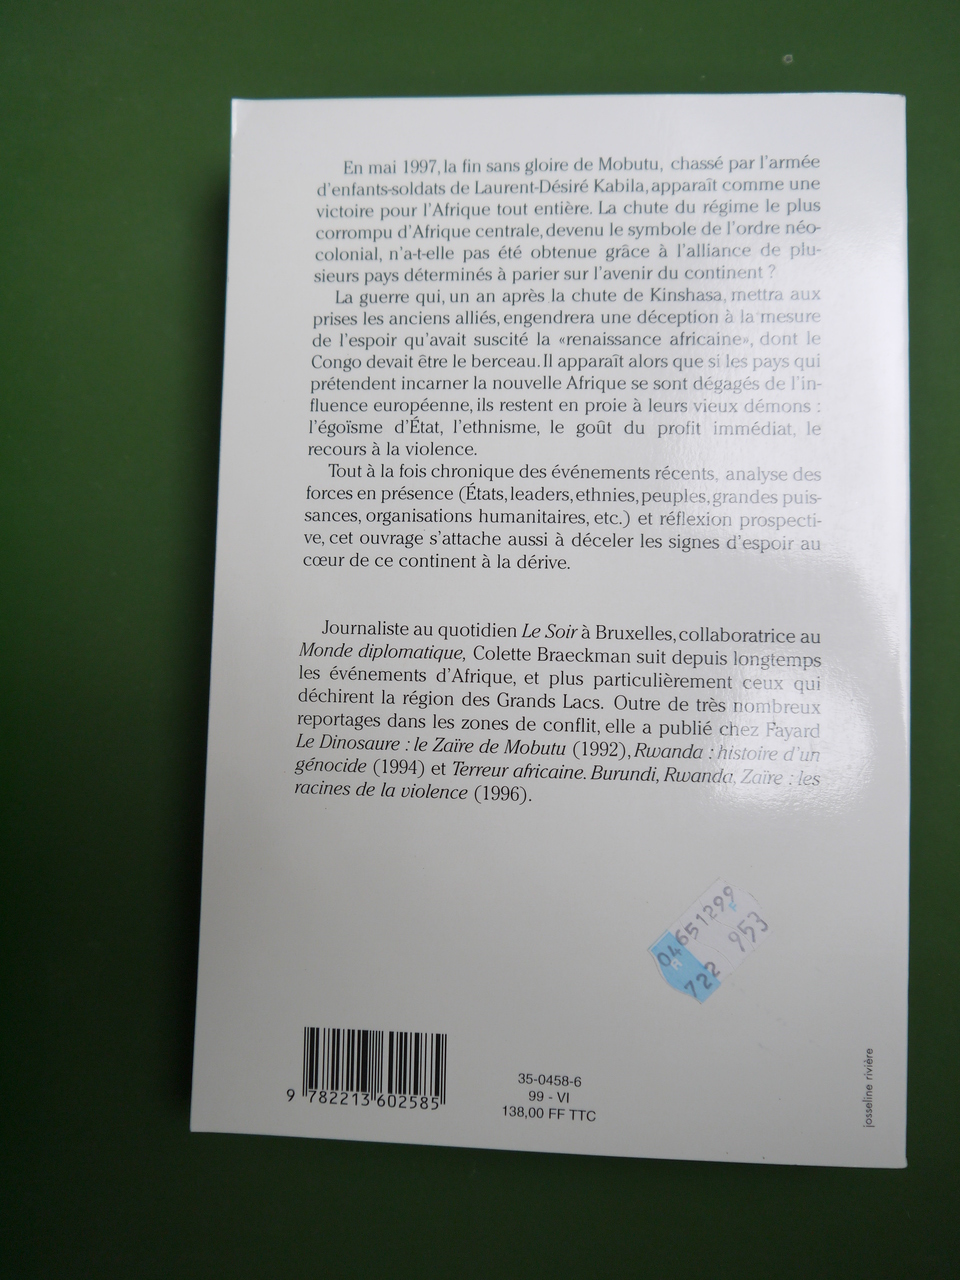 En mai 1997, la fin sans gloire de Mobutu, chassé par l'armée
d'enfants-soldats de Laurent-Désiré Kabila, apparaît comme une
victoire pour l'Afrique tout entière. La chute du régime le plus
corrompu d'Afrique centrale, devenu le symbole de l'ordre néo-
colonial, n'a-t-elle pas été obtenue grâce à l'alliance de plu-
sieurs pays déterminés à parier sur l'avenir du continent ?
La guerre qui, un an après la chute de Kinshasa, mettra aux
prises les anciens alliés, engendrera une déception à la mesure
de l'espoir qu'avait suscité la «renaissance africaine», dont le
Congo devait être le berceau. Il apparaît alors que si les pays qui
prétendent incarner la nouvelle Afrique se sont dégagés de l'in-
fluence européenne, ils restent en proie à leurs vieux démons :
l'égoïsme d'État, l'ethnisme, le goût du profit immédiat, le
recours à la violence.
Tout à la fois chronique des événements récents, analyse des
forces en présence (États, leaders, ethnies, peuples, grandes puis-
sances, organisations humanitaires, etc.) et réflexion prospecti-
ve, cet ouvrage s'attache aussi à déceler les signes d'espoir au
cœur de ce continent à la dérive.
Journaliste au quotidien Le Soir à Bruxelles, collaboratrice au
Monde diplomatique, Colette Braeckman suit depuis longtemps
les événements d'Afrique, et plus particulièrement ceux qui
déchirent la région des Grands Lacs. Outre de très nombreux
reportages dans les zones de conflit, elle a publié chez Fayard
Le Dinosaure : le Zaïre de Mobutu (1992), Rwanda : histoire d'un
génocide (1994) et Terreur africaine. Burundi, Rwanda, Zaïre : les
racines de la violence (1996).
04651299
R F
722 953
9 782213 602585
35-0458-6
99 - VI
138,00 FF TTC
josseline rivière